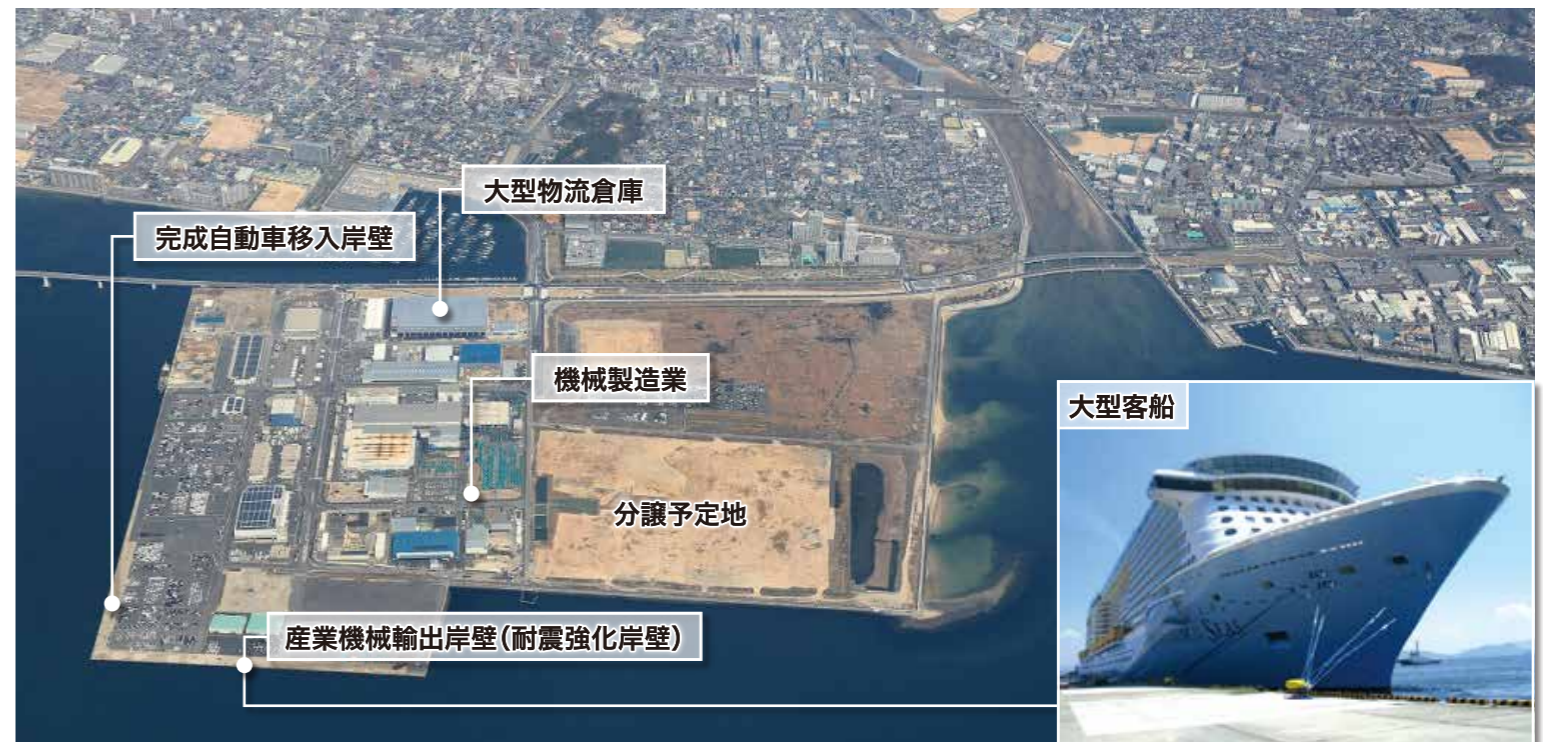 大型物流倉庫
完成自動車移入岸壁
機械製造業
大型客船
分譲予定地
産業機械輸出岸壁(耐震強化岸壁)